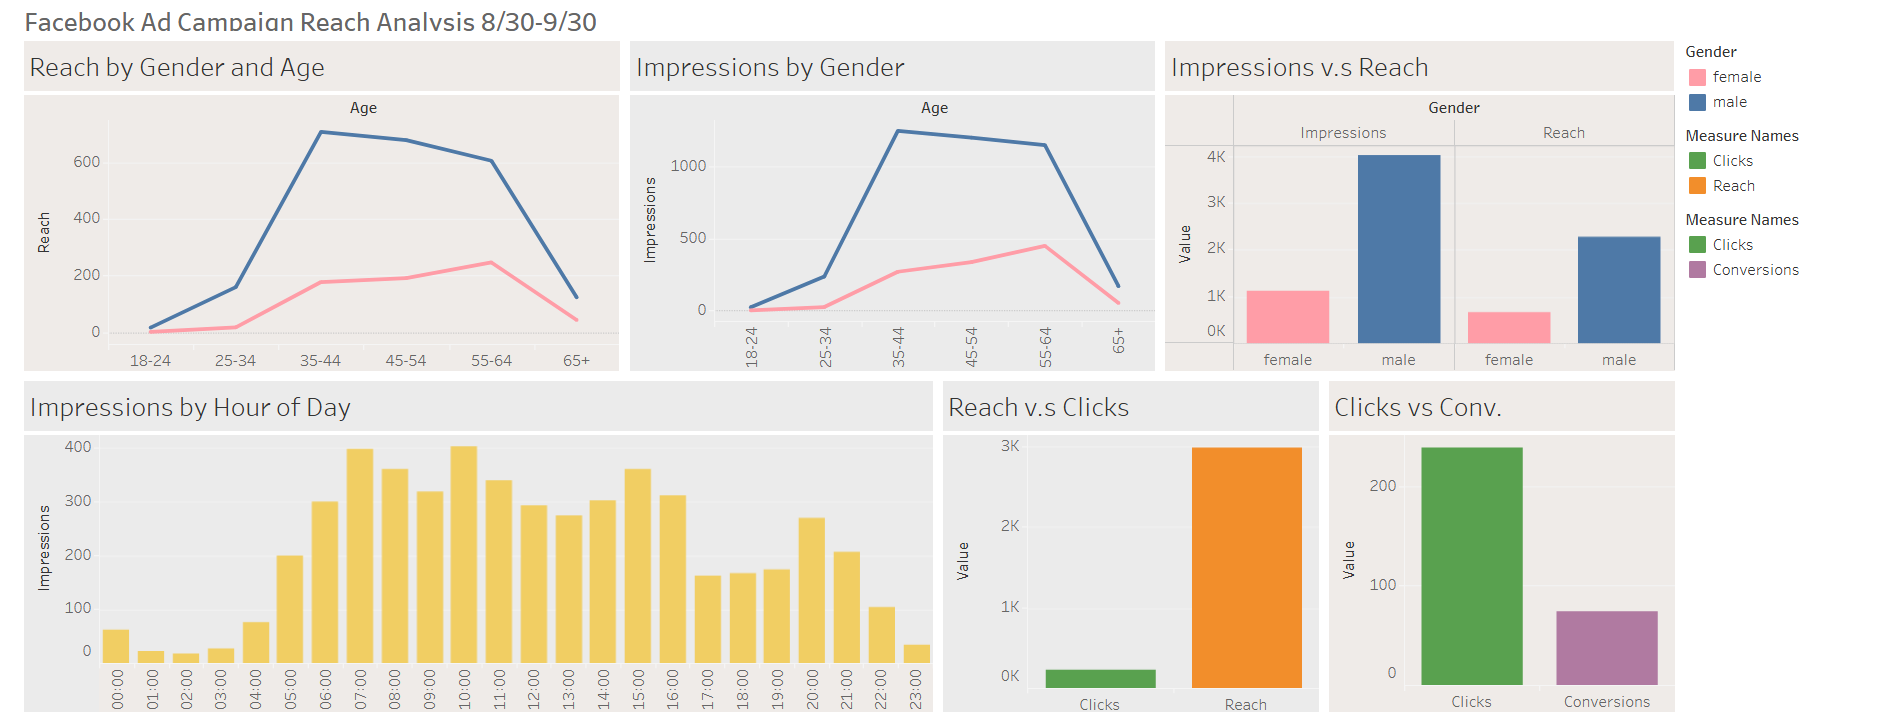 Facebook Ad Campaign Reach Analysis 8/30-9/30
Reach by Gender and Age
Age
Reach
600
400
200
0
18-24
25-34
35-44
45-54
55-64
65+
Impressions by Gender
Age
Impressions
1000
500
0
18-24
25-34
35-44
45-54
55-64
65+
Impressions v.s Reach
Gender
Impressions
Reach
Value
4K
3K
2K
1K
0K
female
male
female
male
Gender
female
male
Measure Names
Clicks
Reach
Measure Names
Clicks
Conversions
Impressions by Hour of Day
Impressions
400
300
200
100
0
00:00
01:00
02:00
03:00
04:00
05:00
06:00
07:00
08:00
09:00
10:00
11:00
12:00
13:00
14:00
15:00
16:00
17:00
18:00
19:00
20:00
21:00
22:00
23:00
Reach v.s Clicks
Value
3K
2K
1K
0K
Clicks
Reach
Clicks vs Conv.
Value
200
100
0
Clicks
Conversions